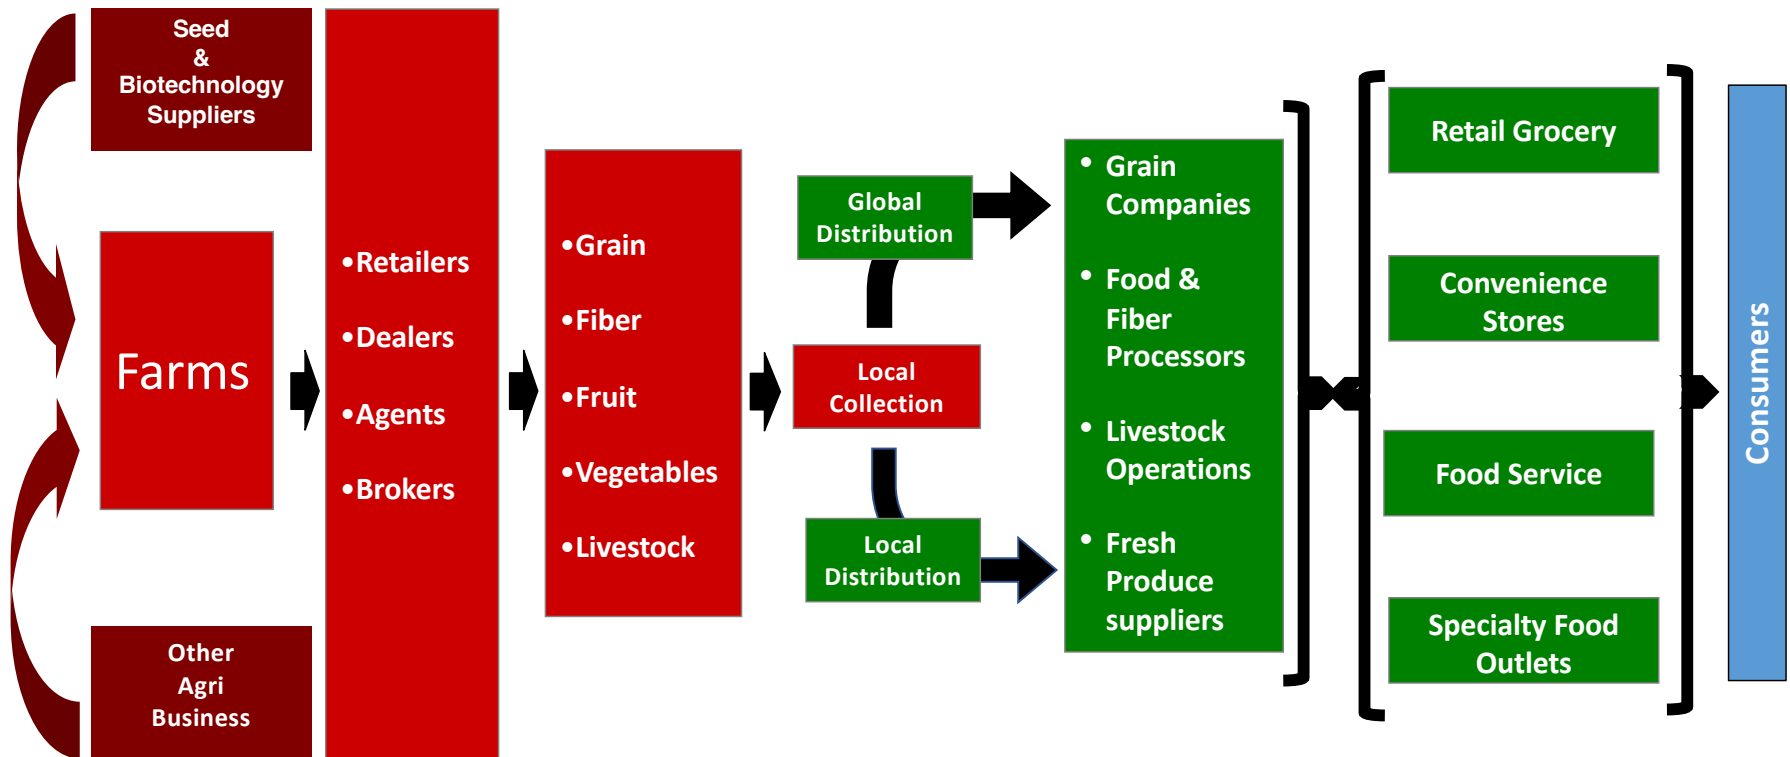 Seed
&
Biotechnology
Suppliers
Farms
Other
Agri
Business
•Retailers
•Dealers
•Agents
•Brokers
•Grain
•Fiber
•Fruit
•Vegetables
•Livestock
Global
Distribution
Local
Collection
Local
Distribution
• Grain
Companies
• Food &
Fiber
Processors
• Livestock
Operations
• Fresh
Produce
suppliers
Retail Grocery
Convenience
Stores
Food Service
Specialty Food
Outlets
Consumers